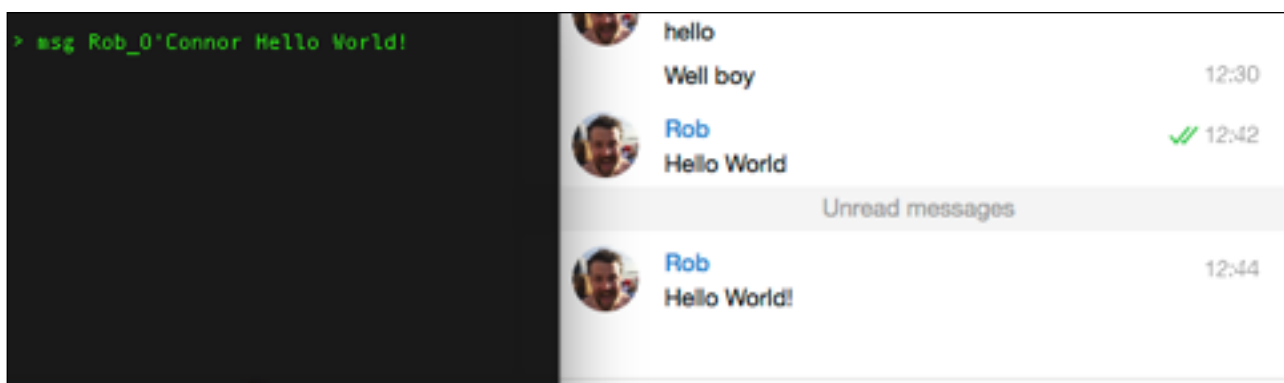 > msg Rob_O'Connor Hello World!
hello
Well boy 12:30
Rob 12:42
Hello World
Unread messages
Rob 12:44
Hello World!